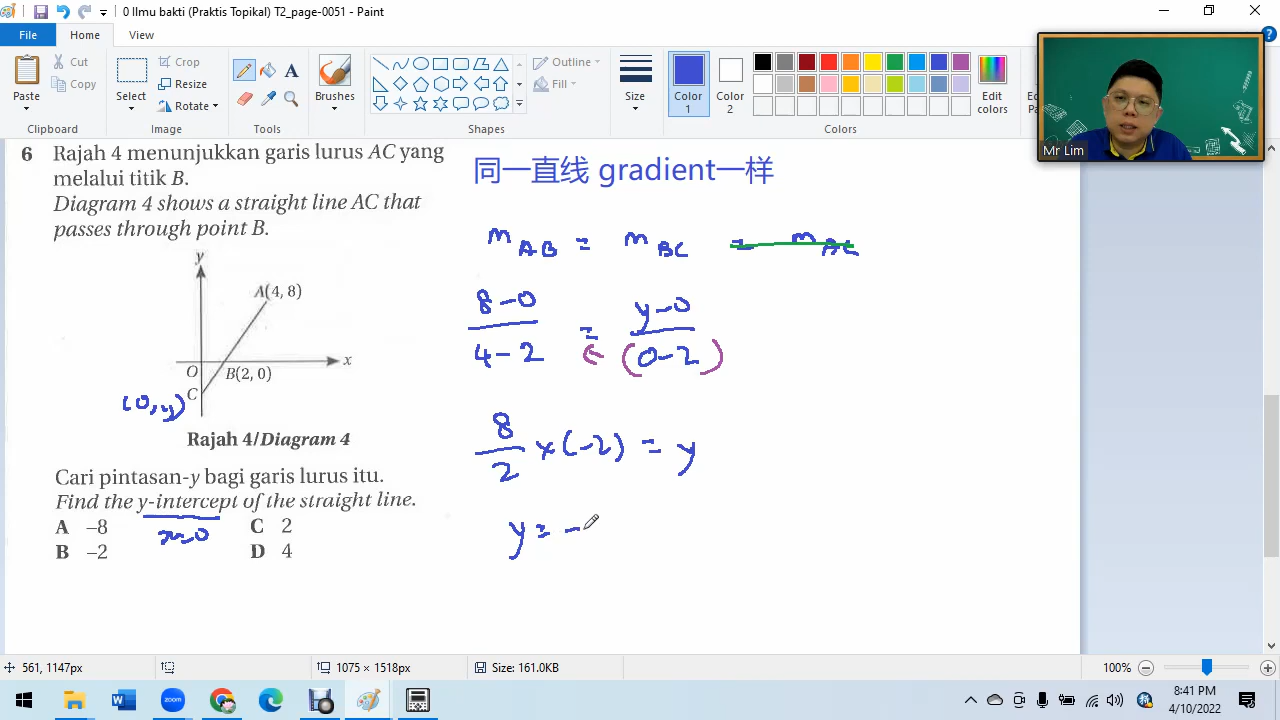 0 Ilmu bakti (Praktis Topikal) T2_page-0051 - Paint
File Home View
Paste
Cut
Copy
Clipboard
Select
Crop
Resize
Rotate
Image
Tools
Brushes
Shapes
Outline
Fill
Size
Color 1
Color 2
Colors
Edit colors
Mr Lim
6 Rajah 4 menunjukkan garis lurus AC yang
melalui titik B.
Diagram 4 shows a straight line AC that
passes through point B.
y
A(4, 8)
O
B(2, 0)
x
C
(0, y)
Rajah 4/Diagram 4
Cari pintasan-y bagi garis lurus itu.
Find the y-intercept of the straight line.
x=0
A –8 C 2
B –2 D 4
同一直线 gradient一样
m AB = m BC = m AC
8-0 / 4-2 = y-0 / (0-2)
8/2 x (-2) = y
y = -
561, 1147px
1075 × 1518px
Size: 161.0KB
100%
W
zoom
8:41 PM
4/10/2022